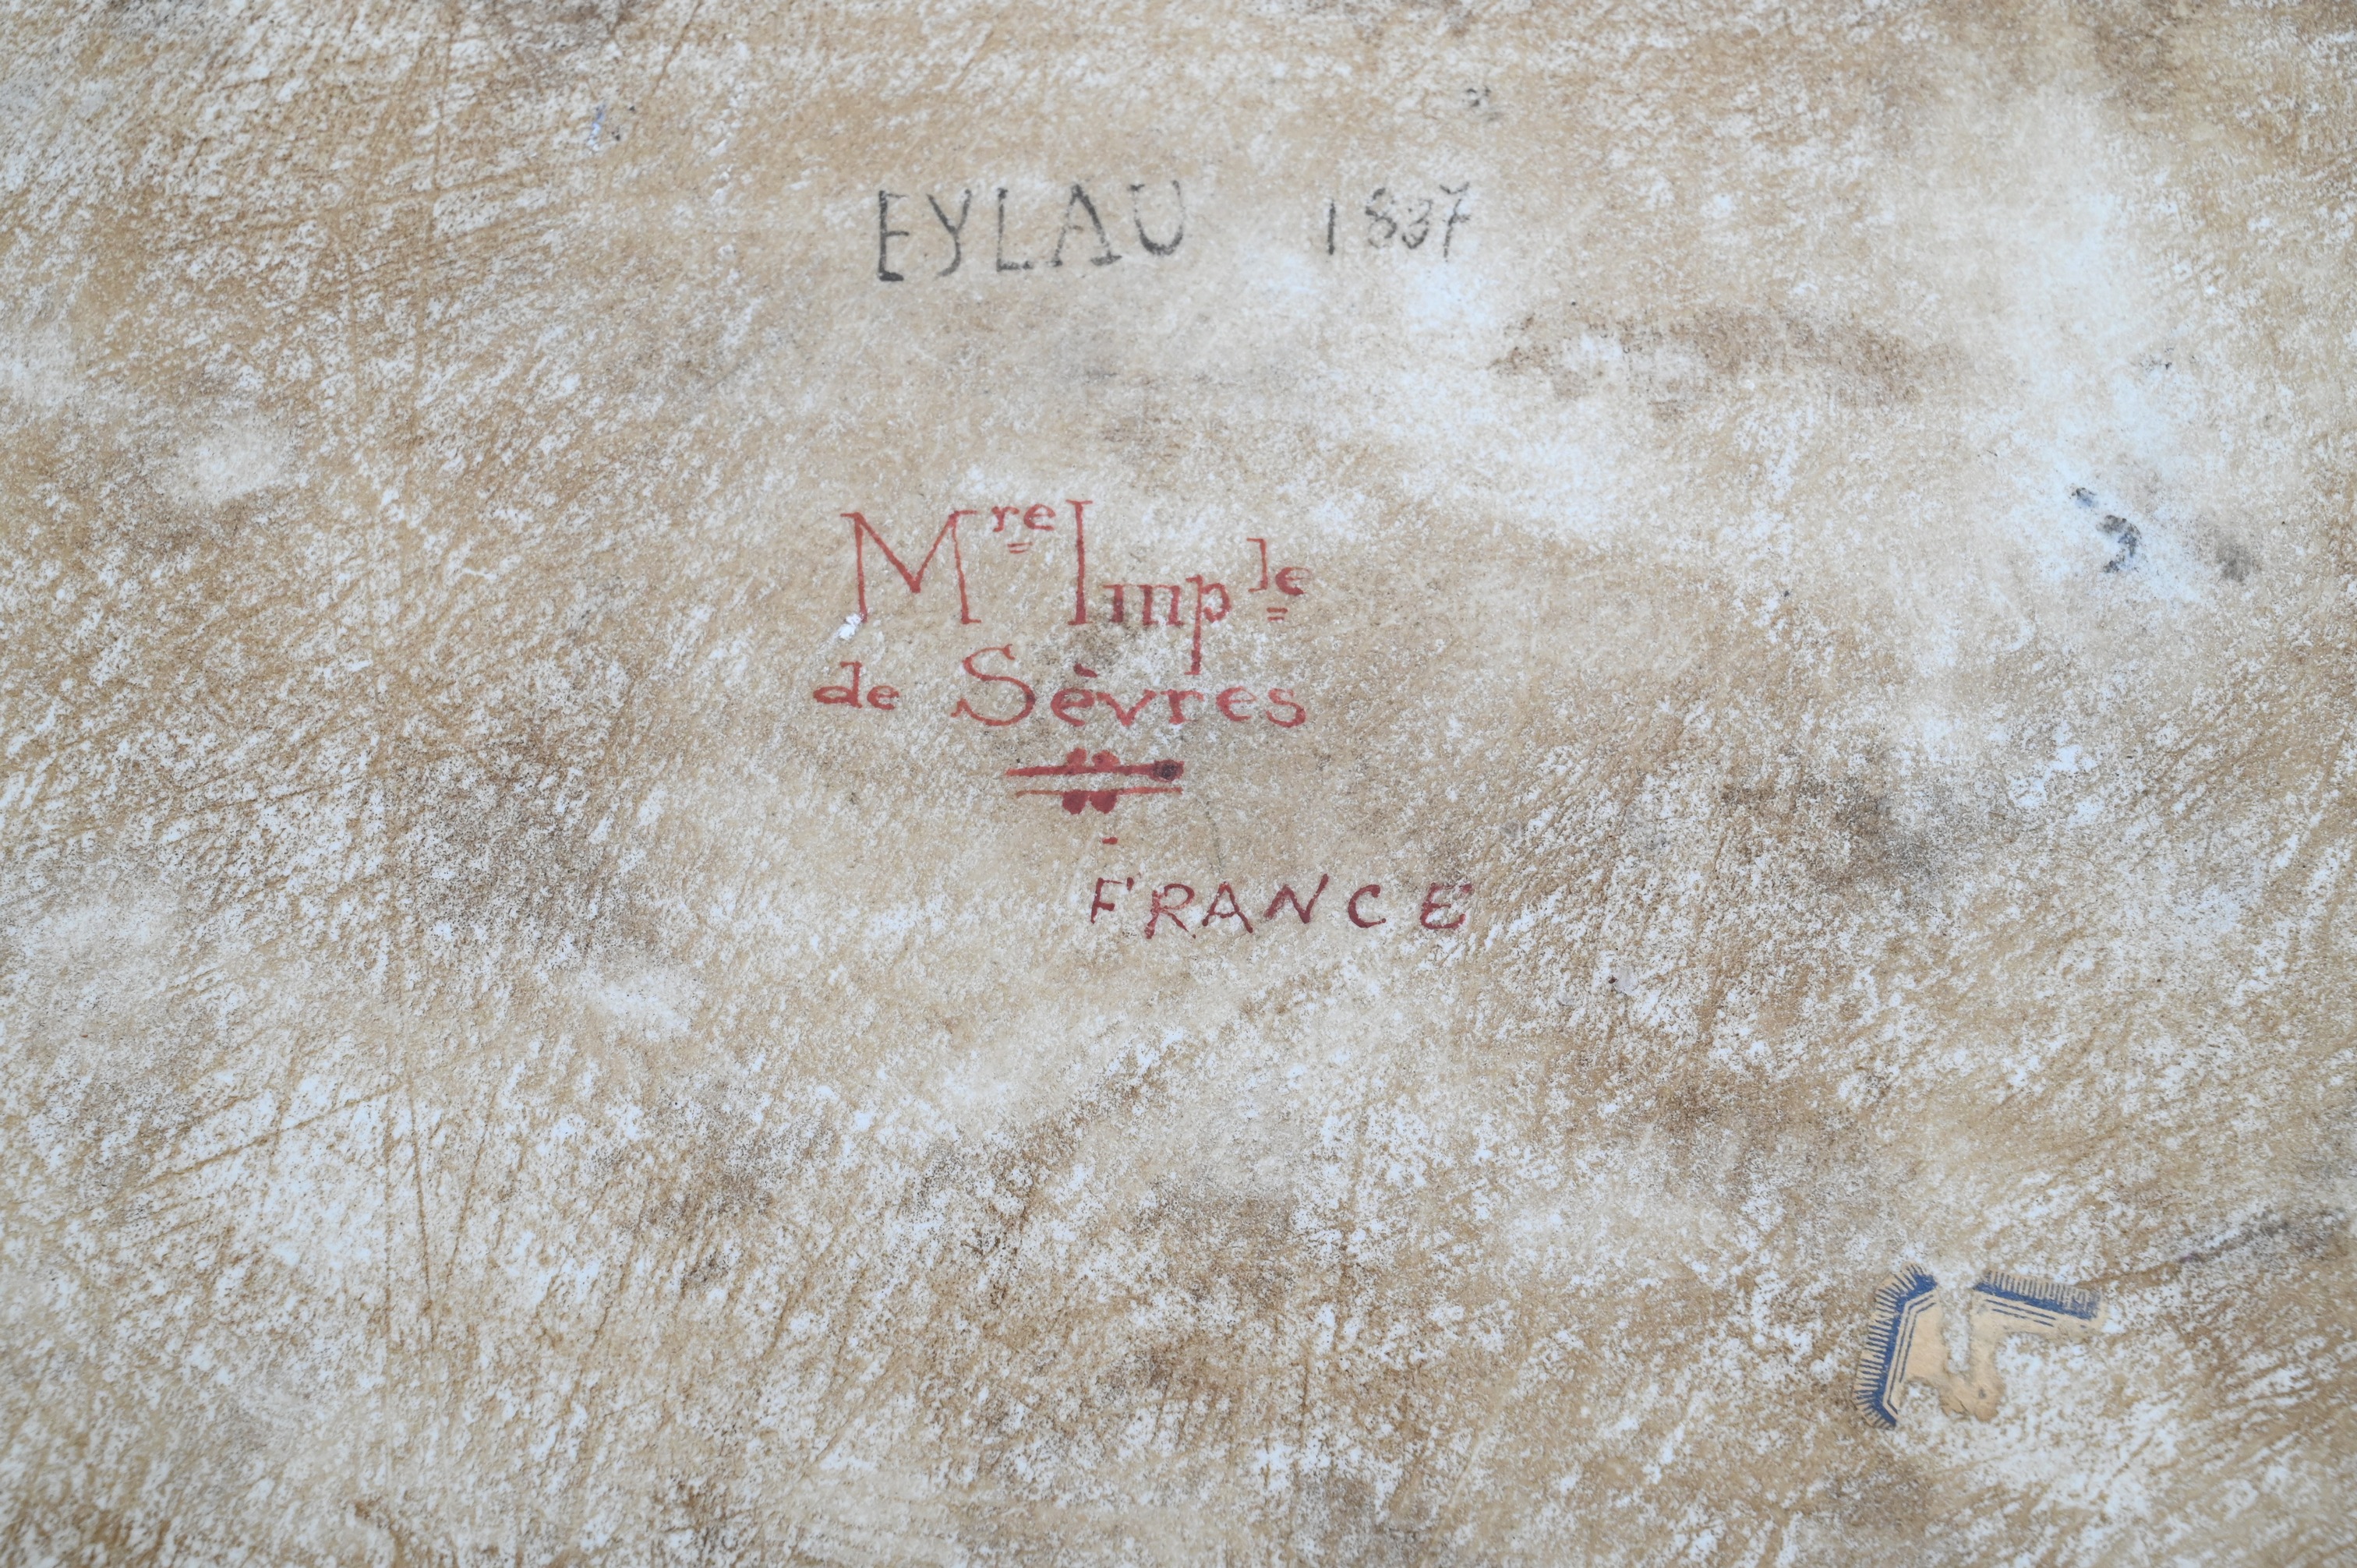 EYLAU 1837
Mre Imple
de Sèvres
FRANCE